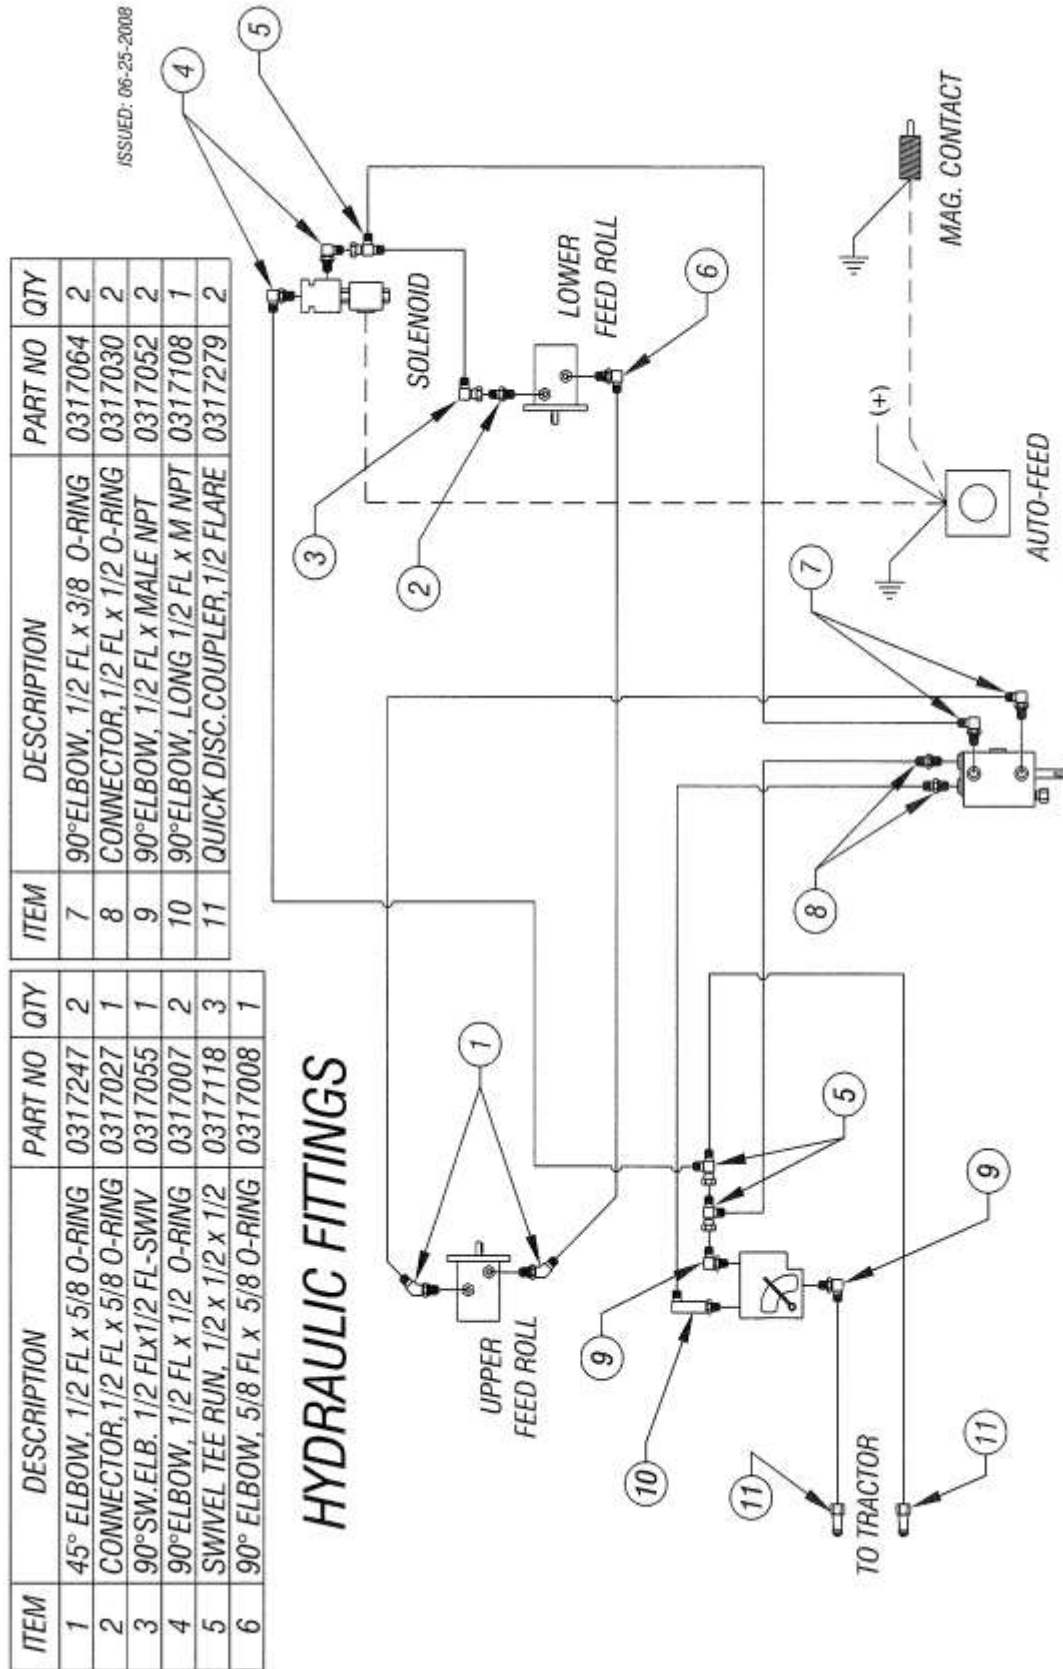 ITEM DESCRIPTION PART NO QTY
1 45° ELBOW, 1/2 FL x 5/8 O-RING 0317247 2
2 CONNECTOR, 1/2 FL x 5/8 O-RING 0317027 1
3 90°SW.ELB. 1/2 FLx1/2 FL-SWIV 0317055 1
4 90°ELBOW, 1/2 FL x 1/2 O-RING 0317007 2
5 SWIVEL TEE RUN, 1/2 x 1/2 x 1/2 0317118 3
6 90° ELBOW, 5/8 FL x 5/8 O-RING 0317008 1
ITEM DESCRIPTION PART NO QTY
7 90°ELBOW, 1/2 FL x 3/8 O-RING 0317064 2
8 CONNECTOR, 1/2 FL x 1/2 O-RING 0317030 2
9 90°ELBOW, 1/2 FL x MALE NPT 0317052 2
10 90°ELBOW, LONG 1/2 FL x M NPT 0317108 1
11 QUICK DISC.COUPLER,1/2 FLARE 0317279 2
ISSUED: 06-25-2008
HYDRAULIC FITTINGS
4
5
SOLENOID
3
2
LOWER
FEED ROLL
6
1
UPPER
FEED ROLL
9
10
5
9
11
TO TRACTOR
11
8
7
(+)
AUTO-FEED
MAG. CONTACT